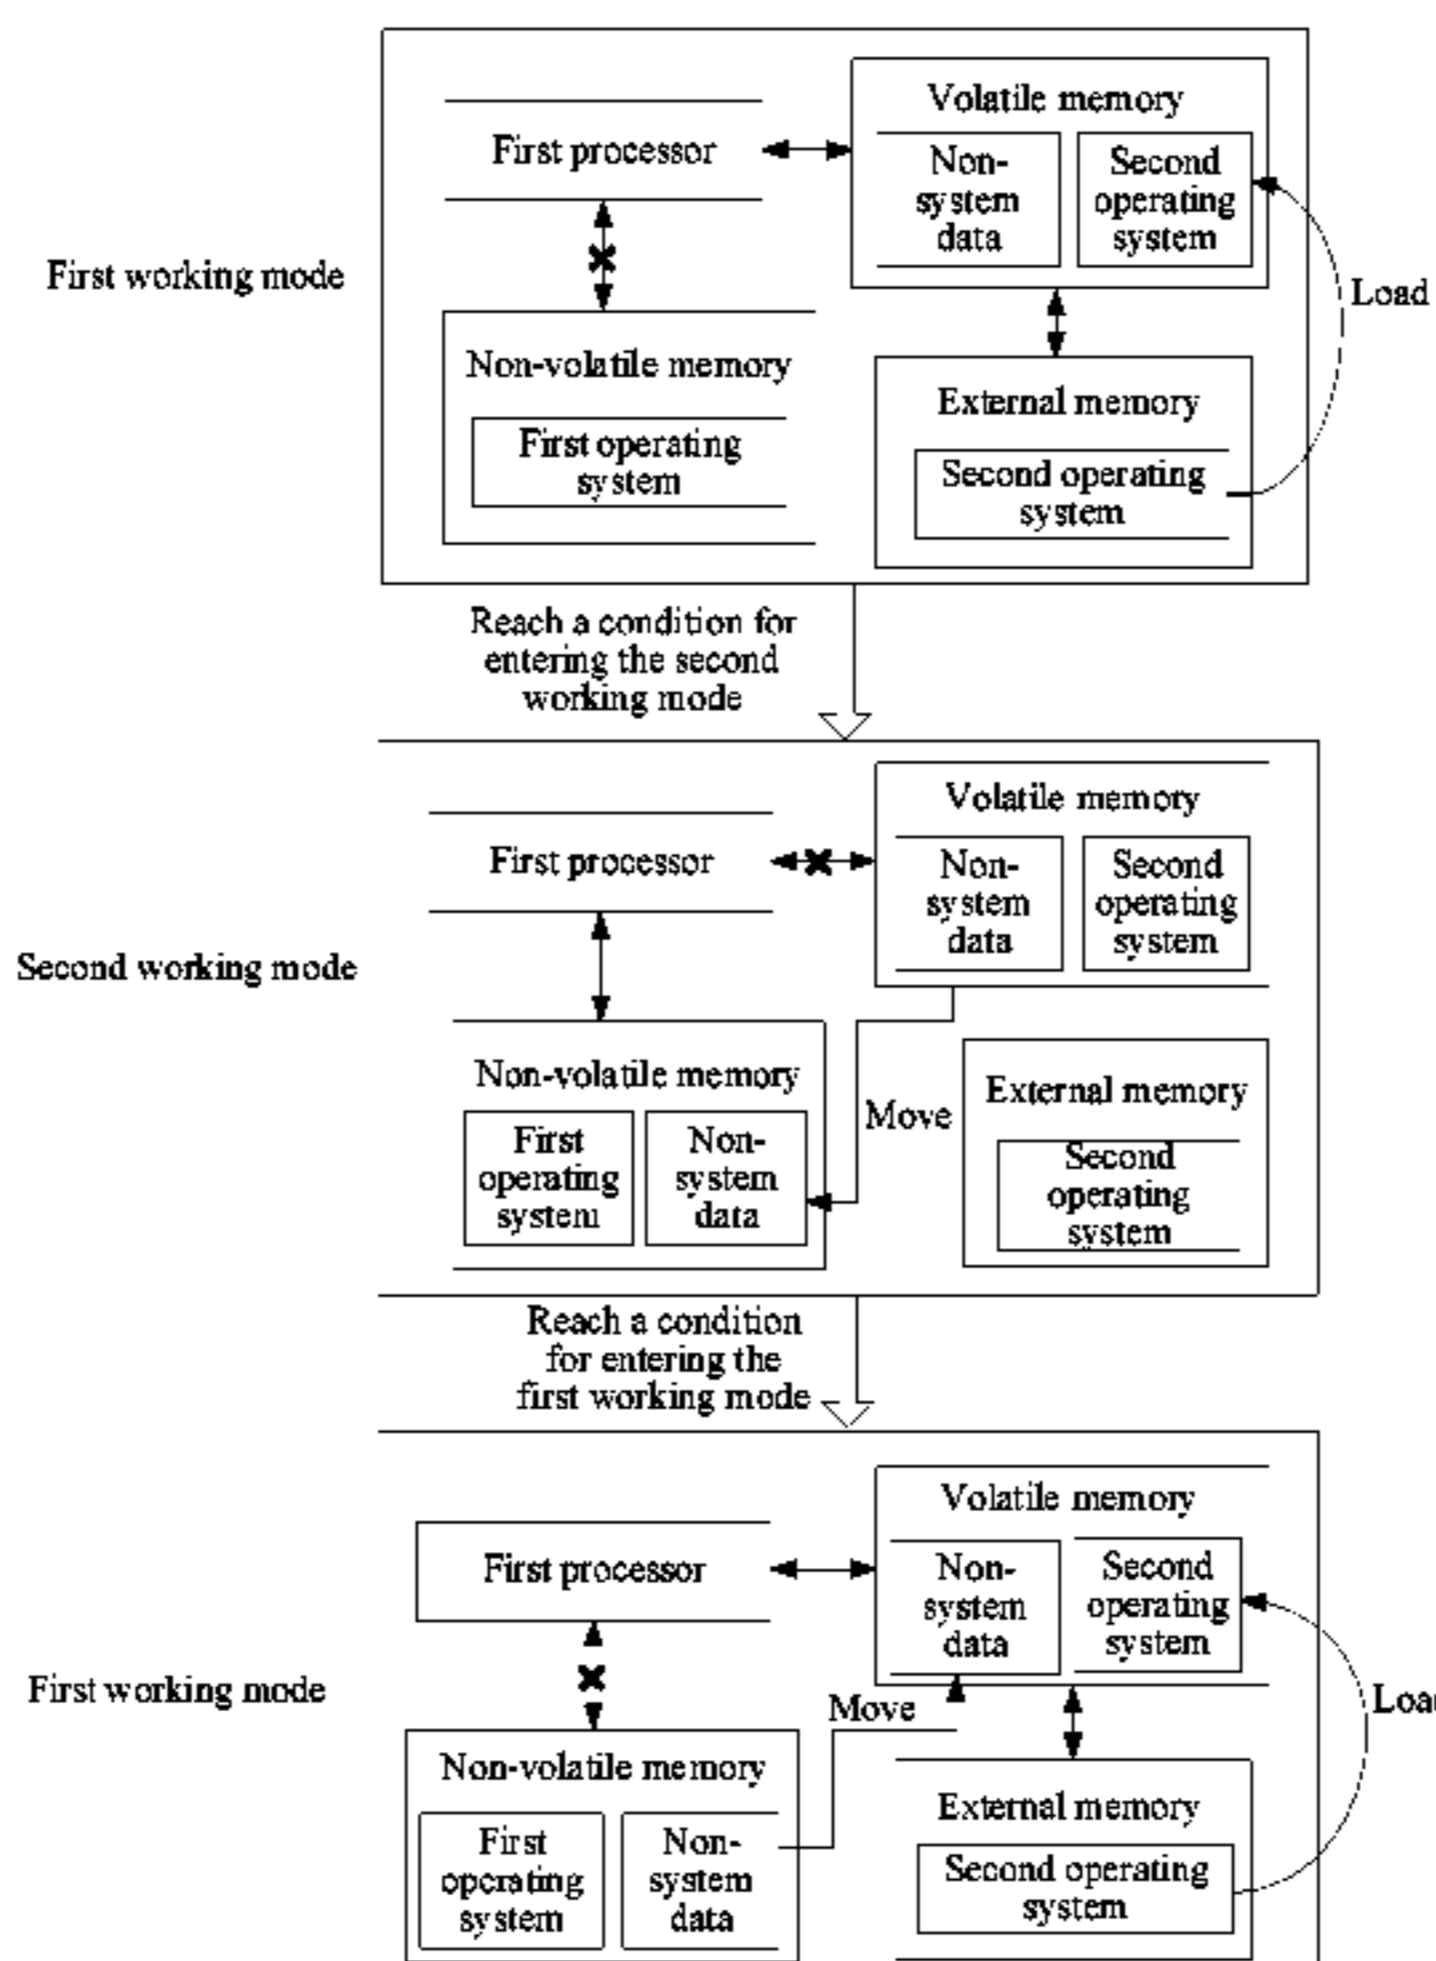 Volatile memory
First processor
Non-
system
data
Second
operating
system
First working mode
Load
Non-volatile memory
First operating
system
External memory
Second operating
system
Reach a condition for
entering the second
working mode
Volatile memory
First processor
Non-
system
data
Second
operating
system
Second working mode
Non-volatile memory
First
operating
system
Non-
system
data
Move
External memory
Second
operating
system
Reach a condition
for entering the
first working mode
Volatile memory
First processor
Non-
system
data
Second
operating
system
First working mode
Move
Loa
Non-volatile memory
First
operating
system
Non-
system
data
External memory
Second operating
system